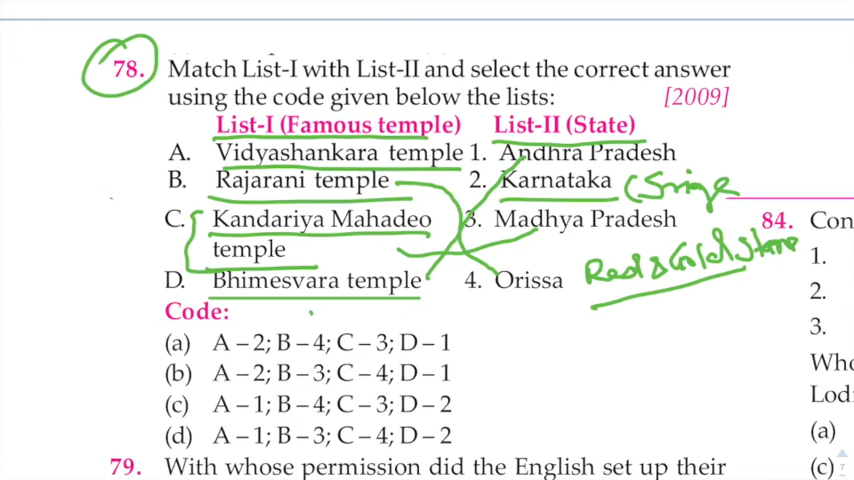 78. Match List-I with List-II and select the correct answer
using the code given below the lists: [2009]
List-I (Famous temple) List-II (State)
A. Vidyashankara temple 1. Andhra Pradesh
B. Rajarani temple 2. Karnataka
C. Kandariya Mahadeo 3. Madhya Pradesh
temple
D. Bhimesvara temple 4. Orissa
Red & Gold Stone
Code:
(a) A – 2; B – 4; C – 3; D – 1
(b) A – 2; B – 3; C – 4; D – 1
(c) A – 1; B – 4; C – 3; D – 2
(d) A – 1; B – 3; C – 4; D – 2
79. With whose permission did the English set up their
84. Con
1.
2.
3.
Who
Lod
(a)
(c)
7